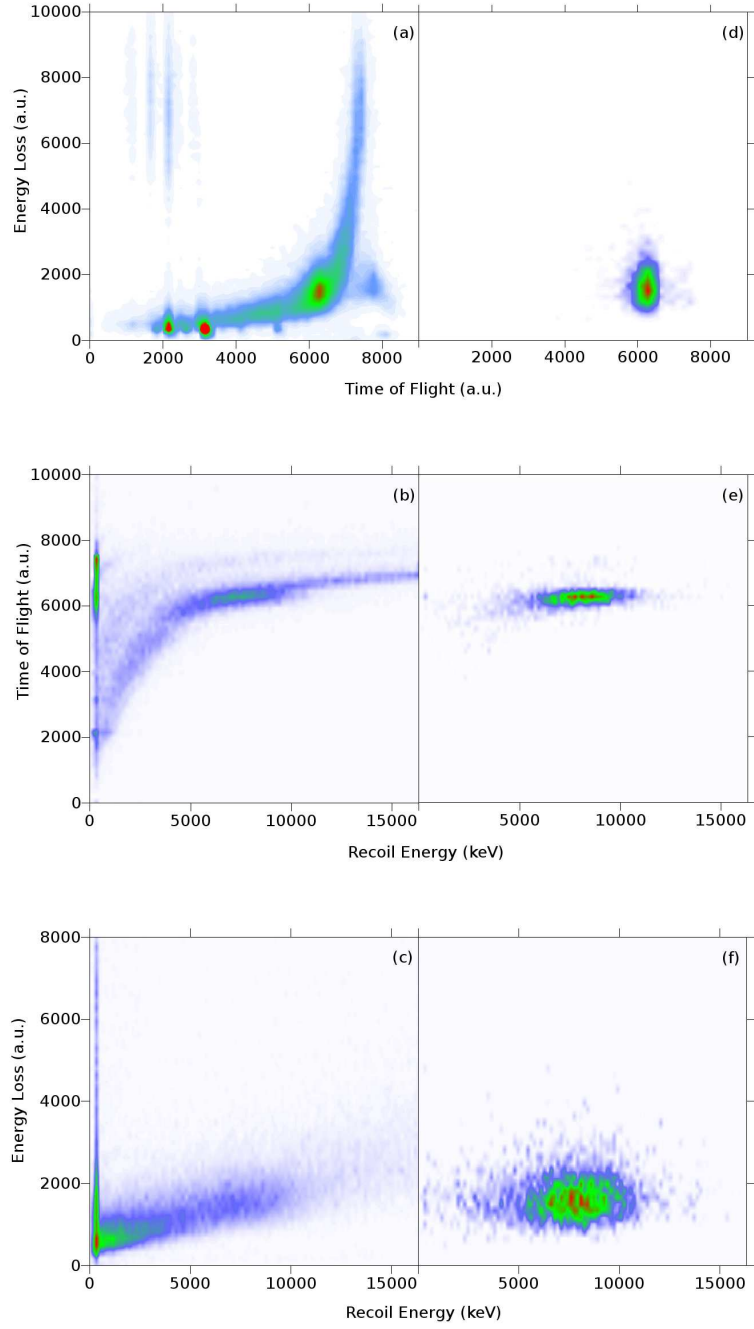 10000
8000
6000
4000
2000
0
Energy Loss (a.u.)
(a)
(d)
0 2000 4000 6000 8000
2000 4000 6000 8000
Time of Flight (a.u.)
10000
8000
6000
4000
2000
0
Time of Flight (a.u.)
(b)
(e)
0 5000 10000 15000
5000 10000 15000
Recoil Energy (keV)
8000
6000
4000
2000
0
Energy Loss (a.u.)
(c)
(f)
0 5000 10000 15000
5000 10000 15000
Recoil Energy (keV)